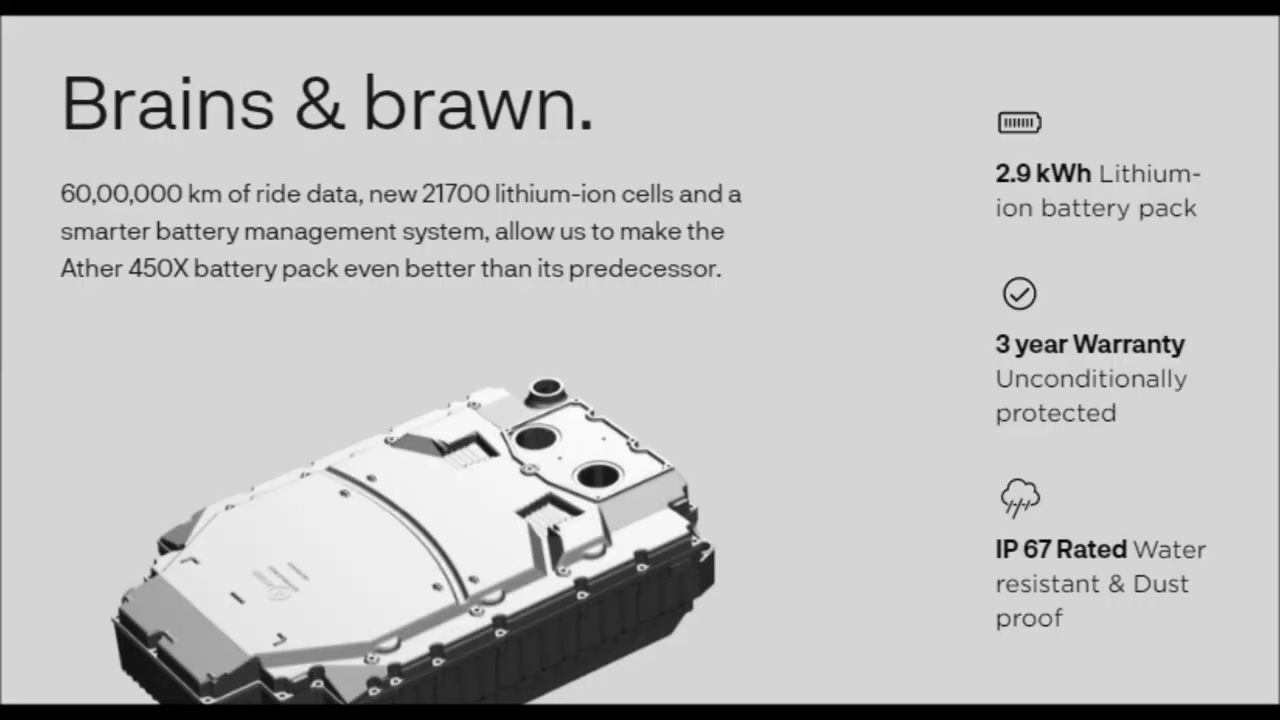 Brains & brawn.
60,00,000 km of ride data, new 21700 lithium-ion cells and a
smarter battery management system, allow us to make the
Ather 450X battery pack even better than its predecessor.
2.9 kWh Lithium-
ion battery pack
3 year Warranty
Unconditionally
protected
IP 67 Rated Water
resistant & Dust
proof